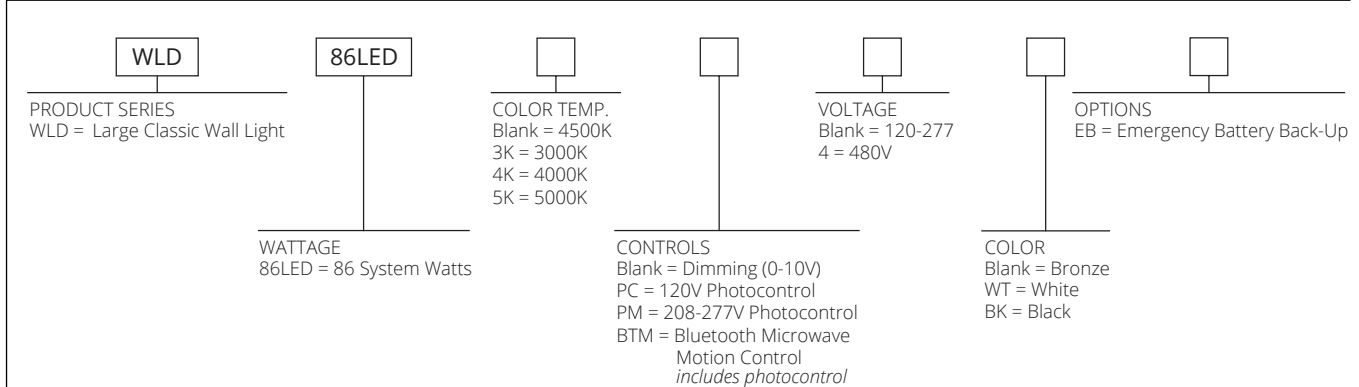 WLD
86LED
PRODUCT SERIES
WLD = Large Classic Wall Light
COLOR TEMP.
Blank = 4500K
3K = 3000K
4K = 4000K
5K = 5000K
VOLTAGE
Blank = 120-277
4 = 480V
OPTIONS
EB = Emergency Battery Back-Up
WATTAGE
86LED = 86 System Watts
CONTROLS
Blank = Dimming (0-10V)
PC = 120V Photocontrol
PM = 208-277V Photocontrol
BTM = Bluetooth Microwave
Motion Control
includes photocontrol
COLOR
Blank = Bronze
WT = White
BK = Black